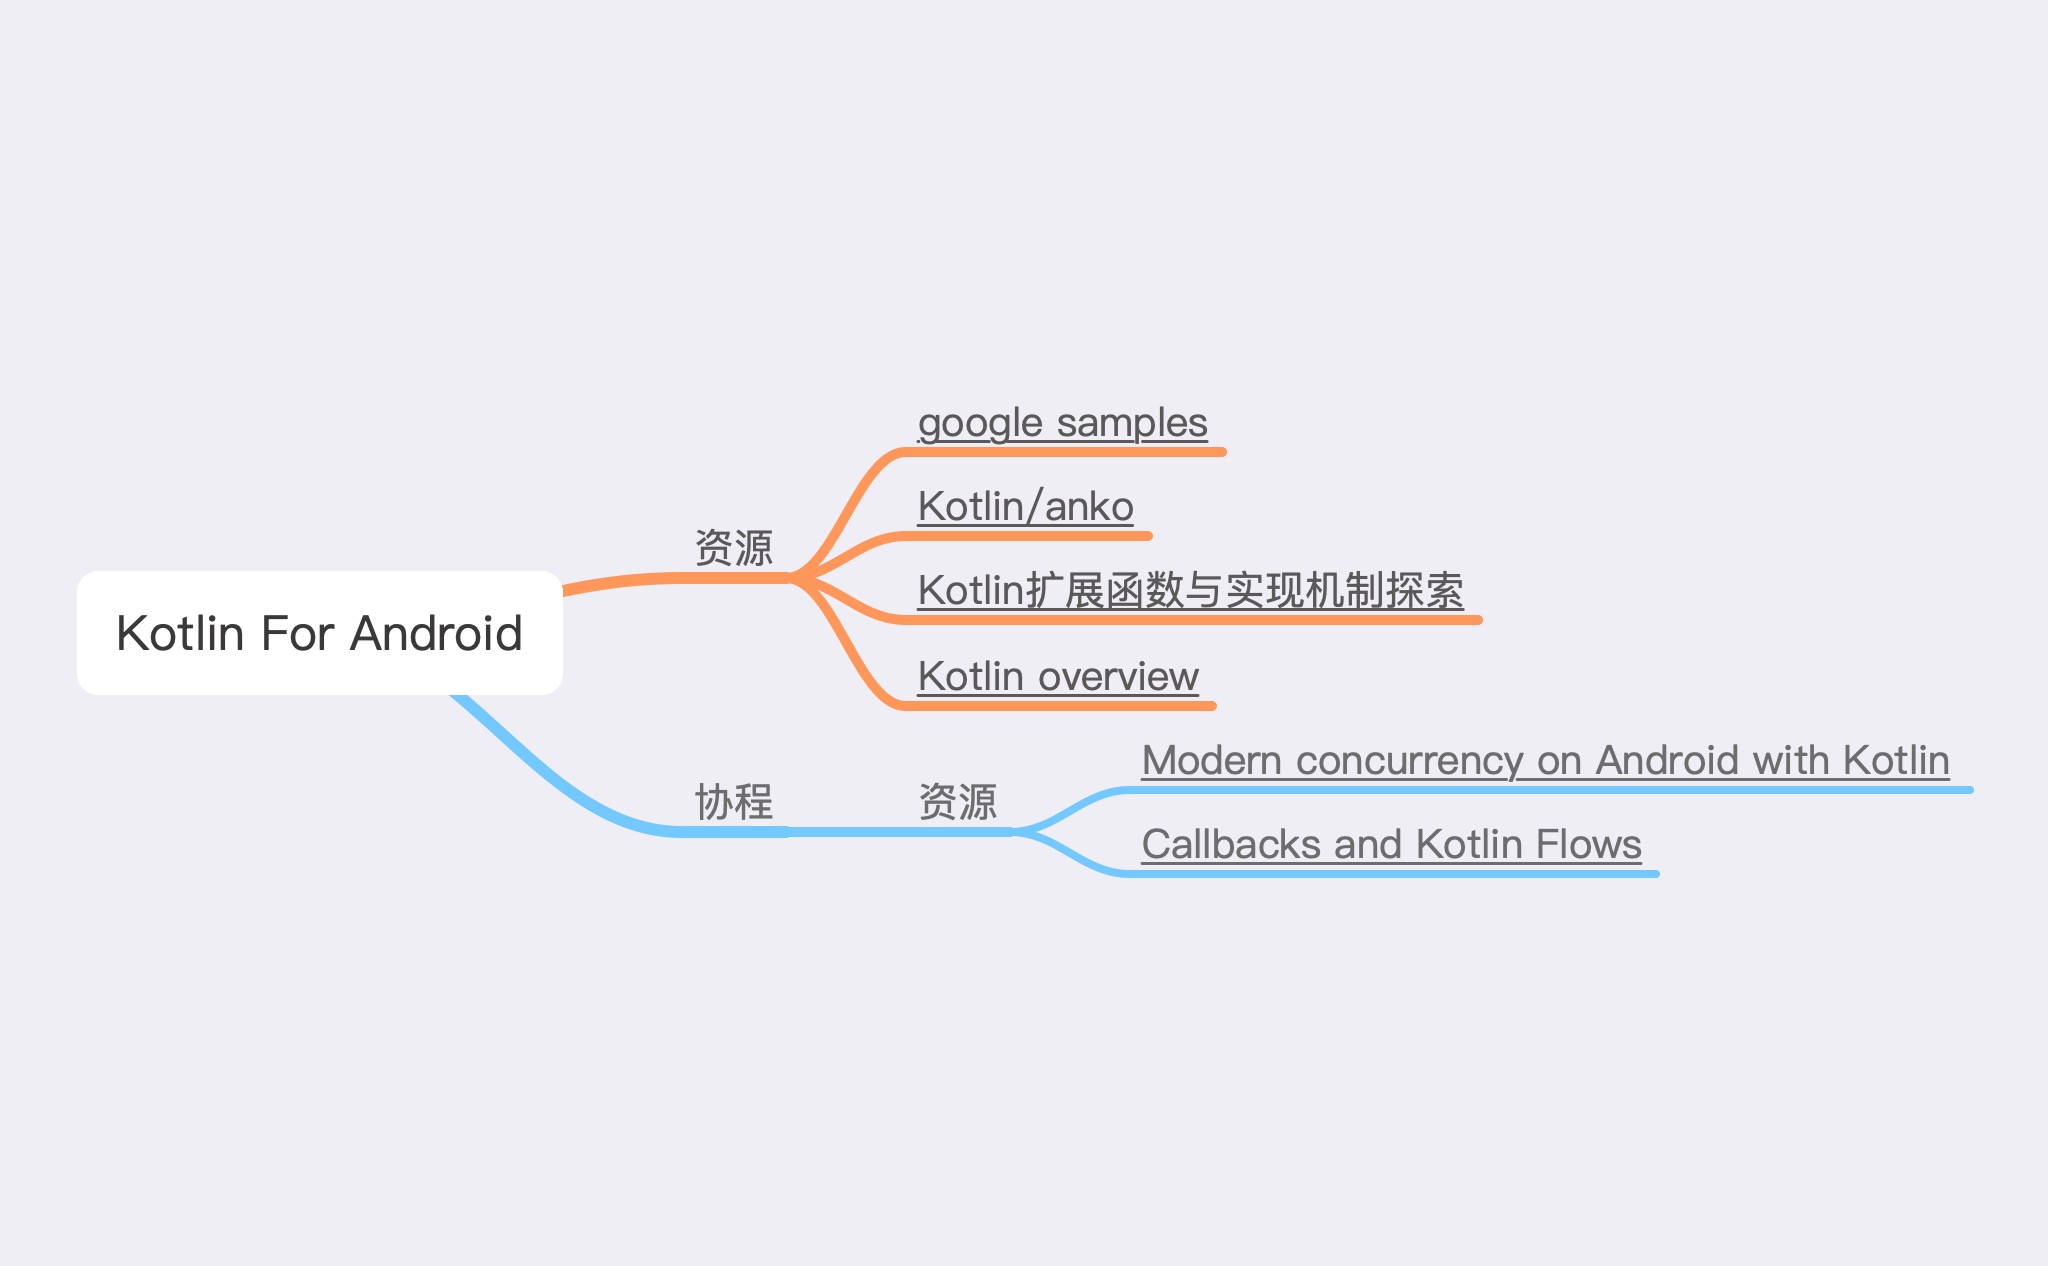 Kotlin For Android
资源
google samples
Kotlin/anko
Kotlin扩展函数与实现机制探索
Kotlin overview
协程
资源
Modern concurrency on Android with Kotlin
Callbacks and Kotlin Flows